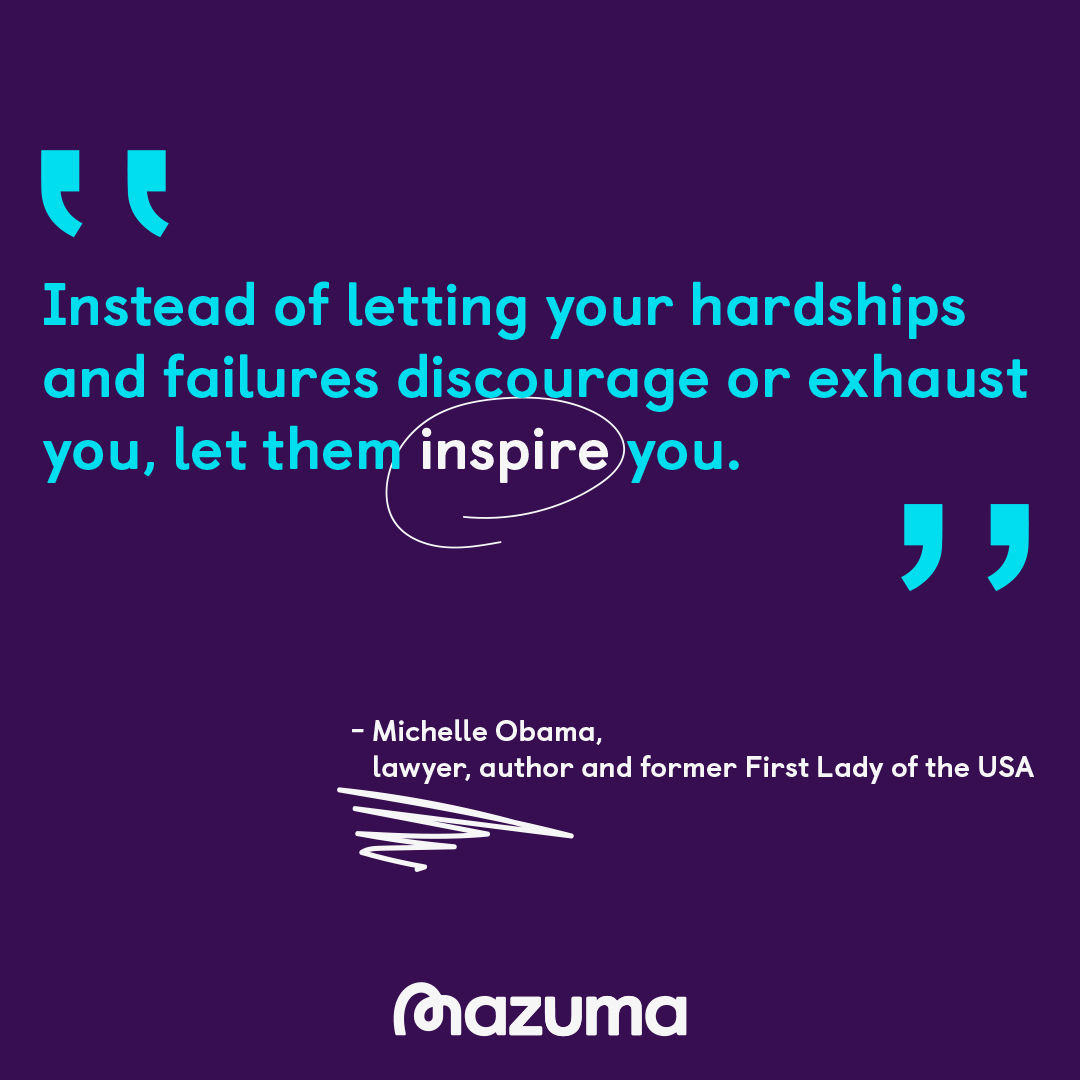 Instead of letting your hardships
and failures discourage or exhaust
you, let them inspire you.
– Michelle Obama,
lawyer, author and former First Lady of the USA
mazuma